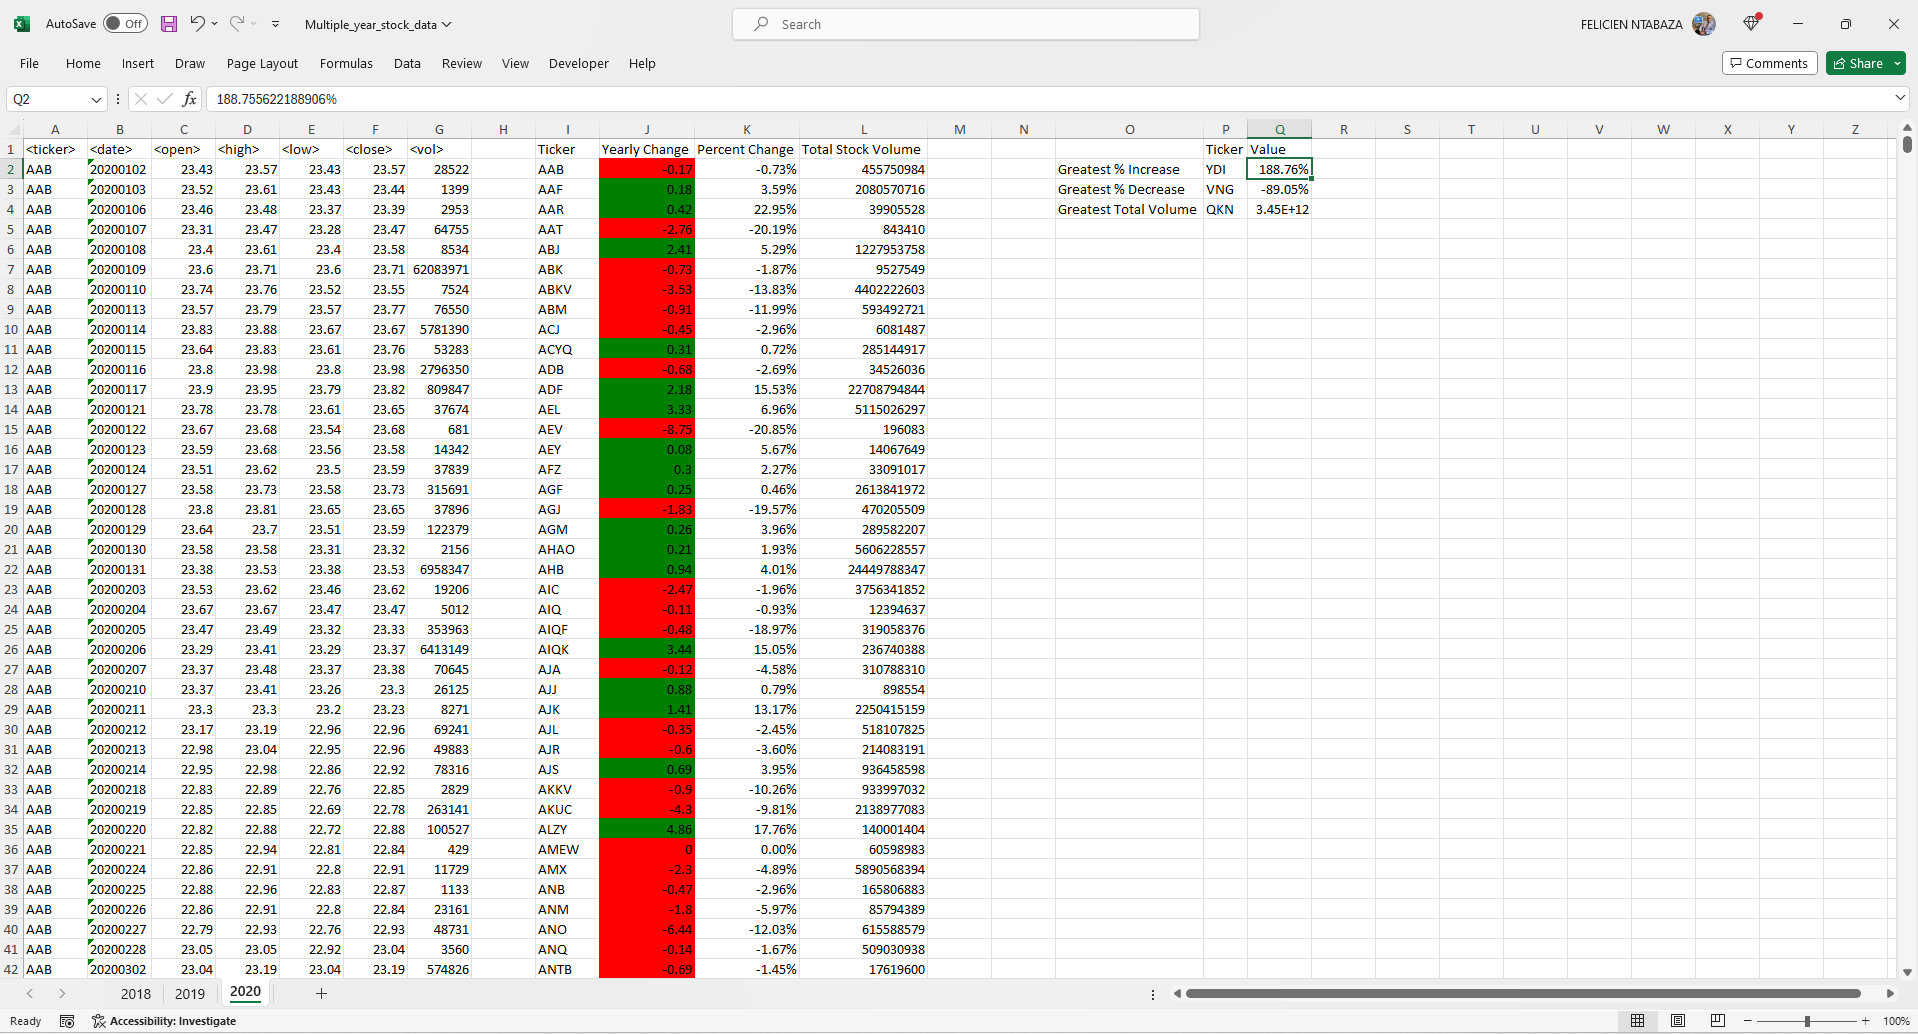 AutoSave Off Multiple_year_stock_data Search FELICIEN NTABAZA
File Home Insert Draw Page Layout Formulas Data Review View Developer Help Comments Share
Q2 fx 188.755622188906%
A B C D E F G H I J K L M N O P Q R S T U V W X Y Z
1 <ticker> <date> <open> <high> <low> <close> <vol> Ticker Yearly Change Percent Change Total Stock Volume Ticker Value
2 AAB 20200102 23.43 23.57 23.43 23.57 28522 AAB -0.17 -0.73% 455750984 Greatest % Increase YDI 188.76%
3 AAB 20200103 23.52 23.61 23.43 23.44 1399 AAF 0.18 3.59% 2080570716 Greatest % Decrease VNG -89.05%
4 AAB 20200106 23.46 23.48 23.37 23.39 2953 AAR 0.42 22.95% 39905528 Greatest Total Volume QKN 3.45E+12
5 AAB 20200107 23.31 23.47 23.28 23.47 64755 AAT -2.76 -20.19% 843410
6 AAB 20200108 23.4 23.61 23.4 23.58 8534 ABJ 2.41 5.29% 1227953758
7 AAB 20200109 23.6 23.71 23.6 23.71 62083971 ABK -0.73 -1.87% 9527549
8 AAB 20200110 23.74 23.76 23.52 23.55 7524 ABKV -3.53 -13.83% 4402222603
9 AAB 20200113 23.57 23.79 23.57 23.77 76550 ABM -0.91 -11.99% 593492721
10 AAB 20200114 23.83 23.88 23.67 23.67 5781390 ACJ -0.45 -2.96% 6081487
11 AAB 20200115 23.64 23.83 23.61 23.76 53283 ACYQ 0.31 0.72% 285144917
12 AAB 20200116 23.8 23.98 23.8 23.98 2796350 ADB -0.68 -2.69% 34526036
13 AAB 20200117 23.9 23.95 23.79 23.82 809847 ADF 2.18 15.53% 22708794844
14 AAB 20200121 23.78 23.78 23.61 23.65 37674 AEL 3.33 6.96% 5115026297
15 AAB 20200122 23.67 23.68 23.54 23.68 681 AEV -8.75 -20.85% 196083
16 AAB 20200123 23.59 23.68 23.56 23.58 14342 AEY 0.08 5.67% 14067649
17 AAB 20200124 23.51 23.62 23.5 23.59 37839 AFZ 0.3 2.27% 33091017
18 AAB 20200127 23.58 23.73 23.58 23.73 315691 AGF 0.25 0.46% 2613841972
19 AAB 20200128 23.8 23.81 23.65 23.65 37896 AGJ -1.83 -19.57% 470205509
20 AAB 20200129 23.64 23.7 23.51 23.59 122379 AGM 0.26 3.96% 289582207
21 AAB 20200130 23.58 23.58 23.31 23.32 2156 AHAO 0.21 1.93% 5606228557
22 AAB 20200131 23.38 23.53 23.38 23.53 6958347 AHB 0.94 4.01% 24449788347
23 AAB 20200203 23.53 23.62 23.46 23.62 19206 AIC -2.47 -1.96% 3756341852
24 AAB 20200204 23.67 23.67 23.47 23.47 5012 AIQ -0.11 -0.93% 12394637
25 AAB 20200205 23.47 23.49 23.32 23.33 353963 AIQF -0.48 -18.97% 319058376
26 AAB 20200206 23.29 23.41 23.29 23.37 6413149 AIQK 3.44 15.05% 236740388
27 AAB 20200207 23.37 23.48 23.37 23.38 70645 AJA -0.12 -4.58% 310788310
28 AAB 20200210 23.37 23.41 23.26 23.3 26125 AJJ 0.88 0.79% 898554
29 AAB 20200211 23.3 23.3 23.2 23.23 8271 AJK 1.41 13.17% 2250415159
30 AAB 20200212 23.17 23.19 22.96 22.96 69241 AJL -0.35 -2.45% 518107825
31 AAB 20200213 22.98 23.04 22.95 22.96 49883 AJR -0.6 -3.60% 214083191
32 AAB 20200214 22.95 22.98 22.86 22.92 78316 AJS 0.69 3.95% 936458598
33 AAB 20200218 22.83 22.89 22.76 22.85 2829 AKKV -0.9 -10.26% 933997032
34 AAB 20200219 22.85 22.85 22.69 22.78 263141 AKUC -4.3 -9.81% 2138977083
35 AAB 20200220 22.82 22.88 22.72 22.88 100527 ALZY 4.86 17.76% 140001404
36 AAB 20200221 22.85 22.94 22.81 22.84 429 AMEW 0 0.00% 60598983
37 AAB 20200224 22.86 22.91 22.8 22.91 11729 AMX -2.3 -4.89% 5890568394
38 AAB 20200225 22.88 22.96 22.83 22.87 1133 ANB -0.47 -2.96% 165806883
39 AAB 20200226 22.86 22.91 22.8 22.84 23161 ANM -1.8 -5.97% 85794389
40 AAB 20200227 22.79 22.93 22.76 22.93 48731 ANO -6.44 -12.03% 615588579
41 AAB 20200228 23.05 23.05 22.92 23.04 3560 ANQ -0.14 -1.67% 509030938
42 AAB 20200302 23.04 23.19 23.04 23.19 574826 ANTB -0.69 -1.45% 17619600
2018 2019 2020
Ready Accessibility: Investigate 100%